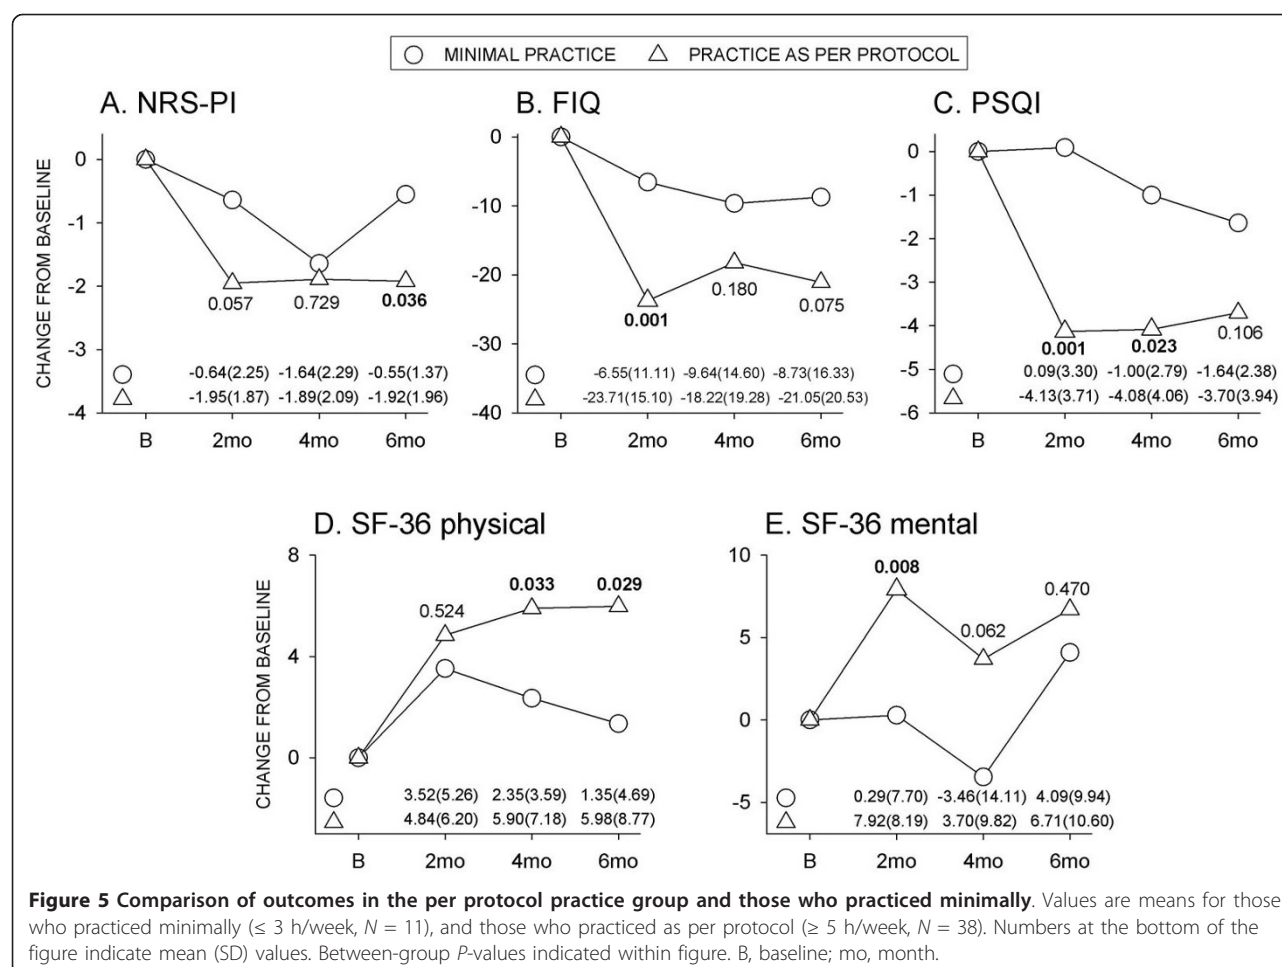 MINIMAL PRACTICE PRACTICE AS PER PROTOCOL
A. NRS-PI
CHANGE FROM BASELINE
0
-1
-2
-3
-4
0.057 0.729 0.036
-0.64(2.25) -1.64(2.29) -0.55(1.37)
-1.95(1.87) -1.89(2.09) -1.92(1.96)
B 2mo 4mo 6mo
B. FIQ
0
-10
-20
-30
-40
0.001 0.180 0.075
-6.55(11.11) -9.64(14.60) -8.73(16.33)
-23.71(15.10) -18.22(19.28) -21.05(20.53)
B 2mo 4mo 6mo
C. PSQI
0
-1
-2
-3
-4
-5
-6
0.001 0.023 0.106
0.09(3.30) -1.00(2.79) -1.64(2.38)
-4.13(3.71) -4.08(4.06) -3.70(3.94)
B 2mo 4mo 6mo
D. SF-36 physical
CHANGE FROM BASELINE
8
4
0
0.524 0.033 0.029
3.52(5.26) 2.35(3.59) 1.35(4.69)
4.84(6.20) 5.90(7.18) 5.98(8.77)
B 2mo 4mo 6mo
E. SF-36 mental
10
5
0
-5
0.008 0.062 0.470
0.29(7.70) -3.46(14.11) 4.09(9.94)
7.92(8.19) 3.70(9.82) 6.71(10.60)
B 2mo 4mo 6mo
Figure 5 Comparison of outcomes in the per protocol practice group and those who practiced minimally. Values are means for those
who practiced minimally (≤ 3 h/week, N = 11), and those who practiced as per protocol (≥ 5 h/week, N = 38). Numbers at the bottom of the
figure indicate mean (SD) values. Between-group P-values indicated within figure. B, baseline; mo, month.